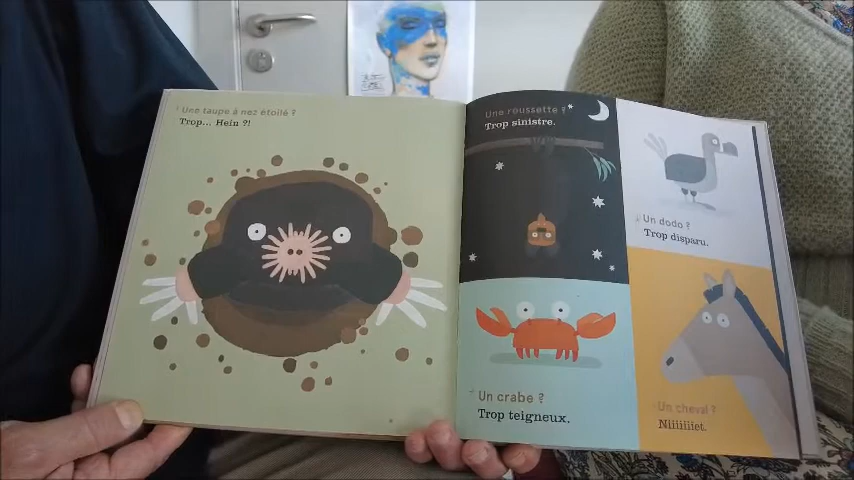 Une taupe à nez étoilé ?
Trop... Hein ?!
Une roussette ?
Trop sinistre.
Un dodo ?
Trop disparu.
Un crabe ?
Trop teigneux.
Un cheval ?
Niiiiiiet.